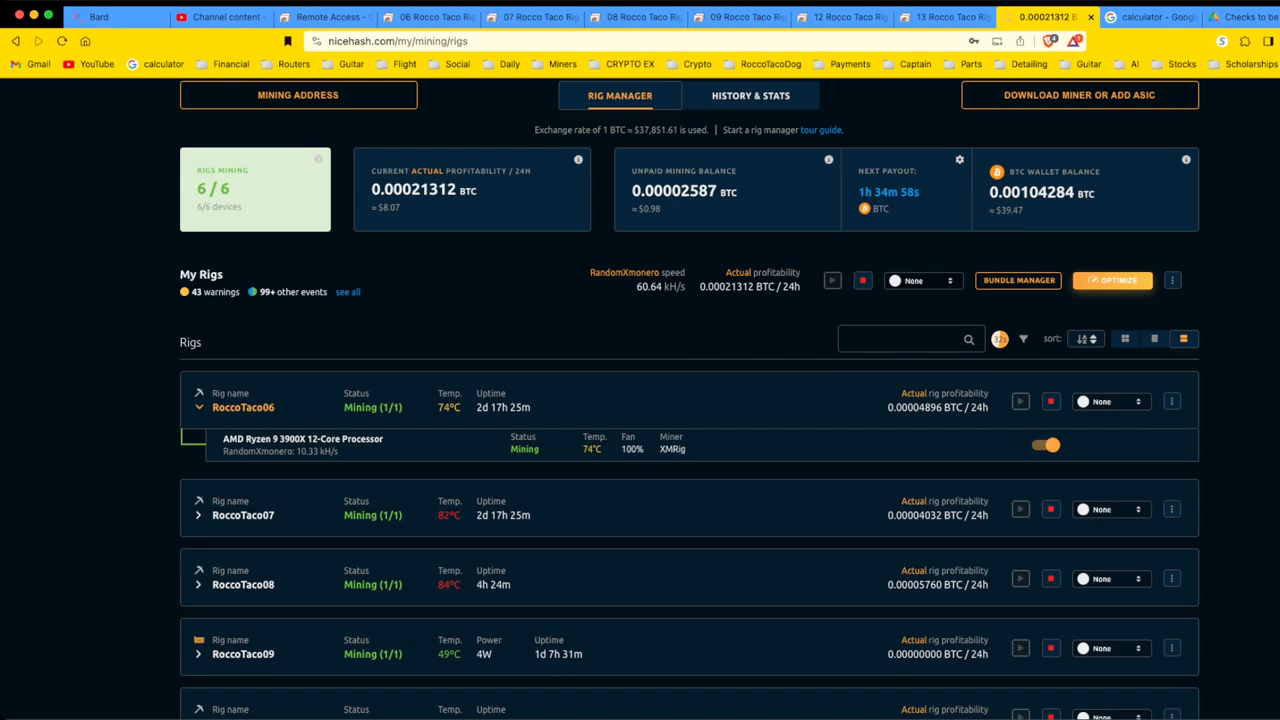 Bard
Channel content -
Remote Access -
06 Rocco Taco Rig
07 Rocco Taco Rig
08 Rocco Taco Rig
09 Rocco Taco Rig
12 Rocco Taco Rig
13 Rocco Taco Rig
0.00021312 B
calculator - Goog
Checks to be
nicehash.com/my/mining/rigs
4
1
S
Gmail YouTube calculator Financial Routers Guitar Flight Social Daily Miners CRYPTO EX Crypto RoccoTacoDog Payments Captain Parts Detailing Guitar AI Stocks Scholarships
MINING ADDRESS
RIG MANAGER
HISTORY & STATS
DOWNLOAD MINER OR ADD ASIC
Exchange rate of 1 BTC ≈ $37,851.61 is used. | Start a rig manager tour guide.
RIGS MINING
6 / 6
6/6 devices
CURRENT ACTUAL PROFITABILITY / 24H
0.00021312 BTC
≈ $8.07
UNPAID MINING BALANCE
0.00002587 BTC
≈ $0.98
NEXT PAYOUT:
1h 34m 58s
BTC
BTC WALLET BALANCE
0.00104284 BTC
≈ $39.47
My Rigs
43 warnings 99+ other events see all
RandomXmonero speed
60.64 kH/s
Actual profitability
0.00021312 BTC / 24h
None
BUNDLE MANAGER
OPTIMIZE
Rigs
32s
sort:
Rig name Status Temp. Uptime Actual rig profitability
RoccoTaco06 Mining (1/1) 74ºC 2d 17h 25m 0.00004896 BTC / 24h None
AMD Ryzen 9 3900X 12-Core Processor Status Temp. Fan Miner
RandomXmonero: 10.33 kH/s Mining 74°C 100% XMRig
Rig name Status Temp. Uptime Actual rig profitability
RoccoTaco07 Mining (1/1) 82ºC 2d 17h 25m 0.00004032 BTC / 24h None
Rig name Status Temp. Uptime Actual rig profitability
RoccoTaco08 Mining (1/1) 84ºC 4h 24m 0.00005760 BTC / 24h None
Rig name Status Temp. Power Uptime Actual rig profitability
RoccoTaco09 Mining (1/1) 49ºC 4W 1d 7h 31m 0.00000000 BTC / 24h None
Rig name Status Temp. Uptime Actual rig profitability